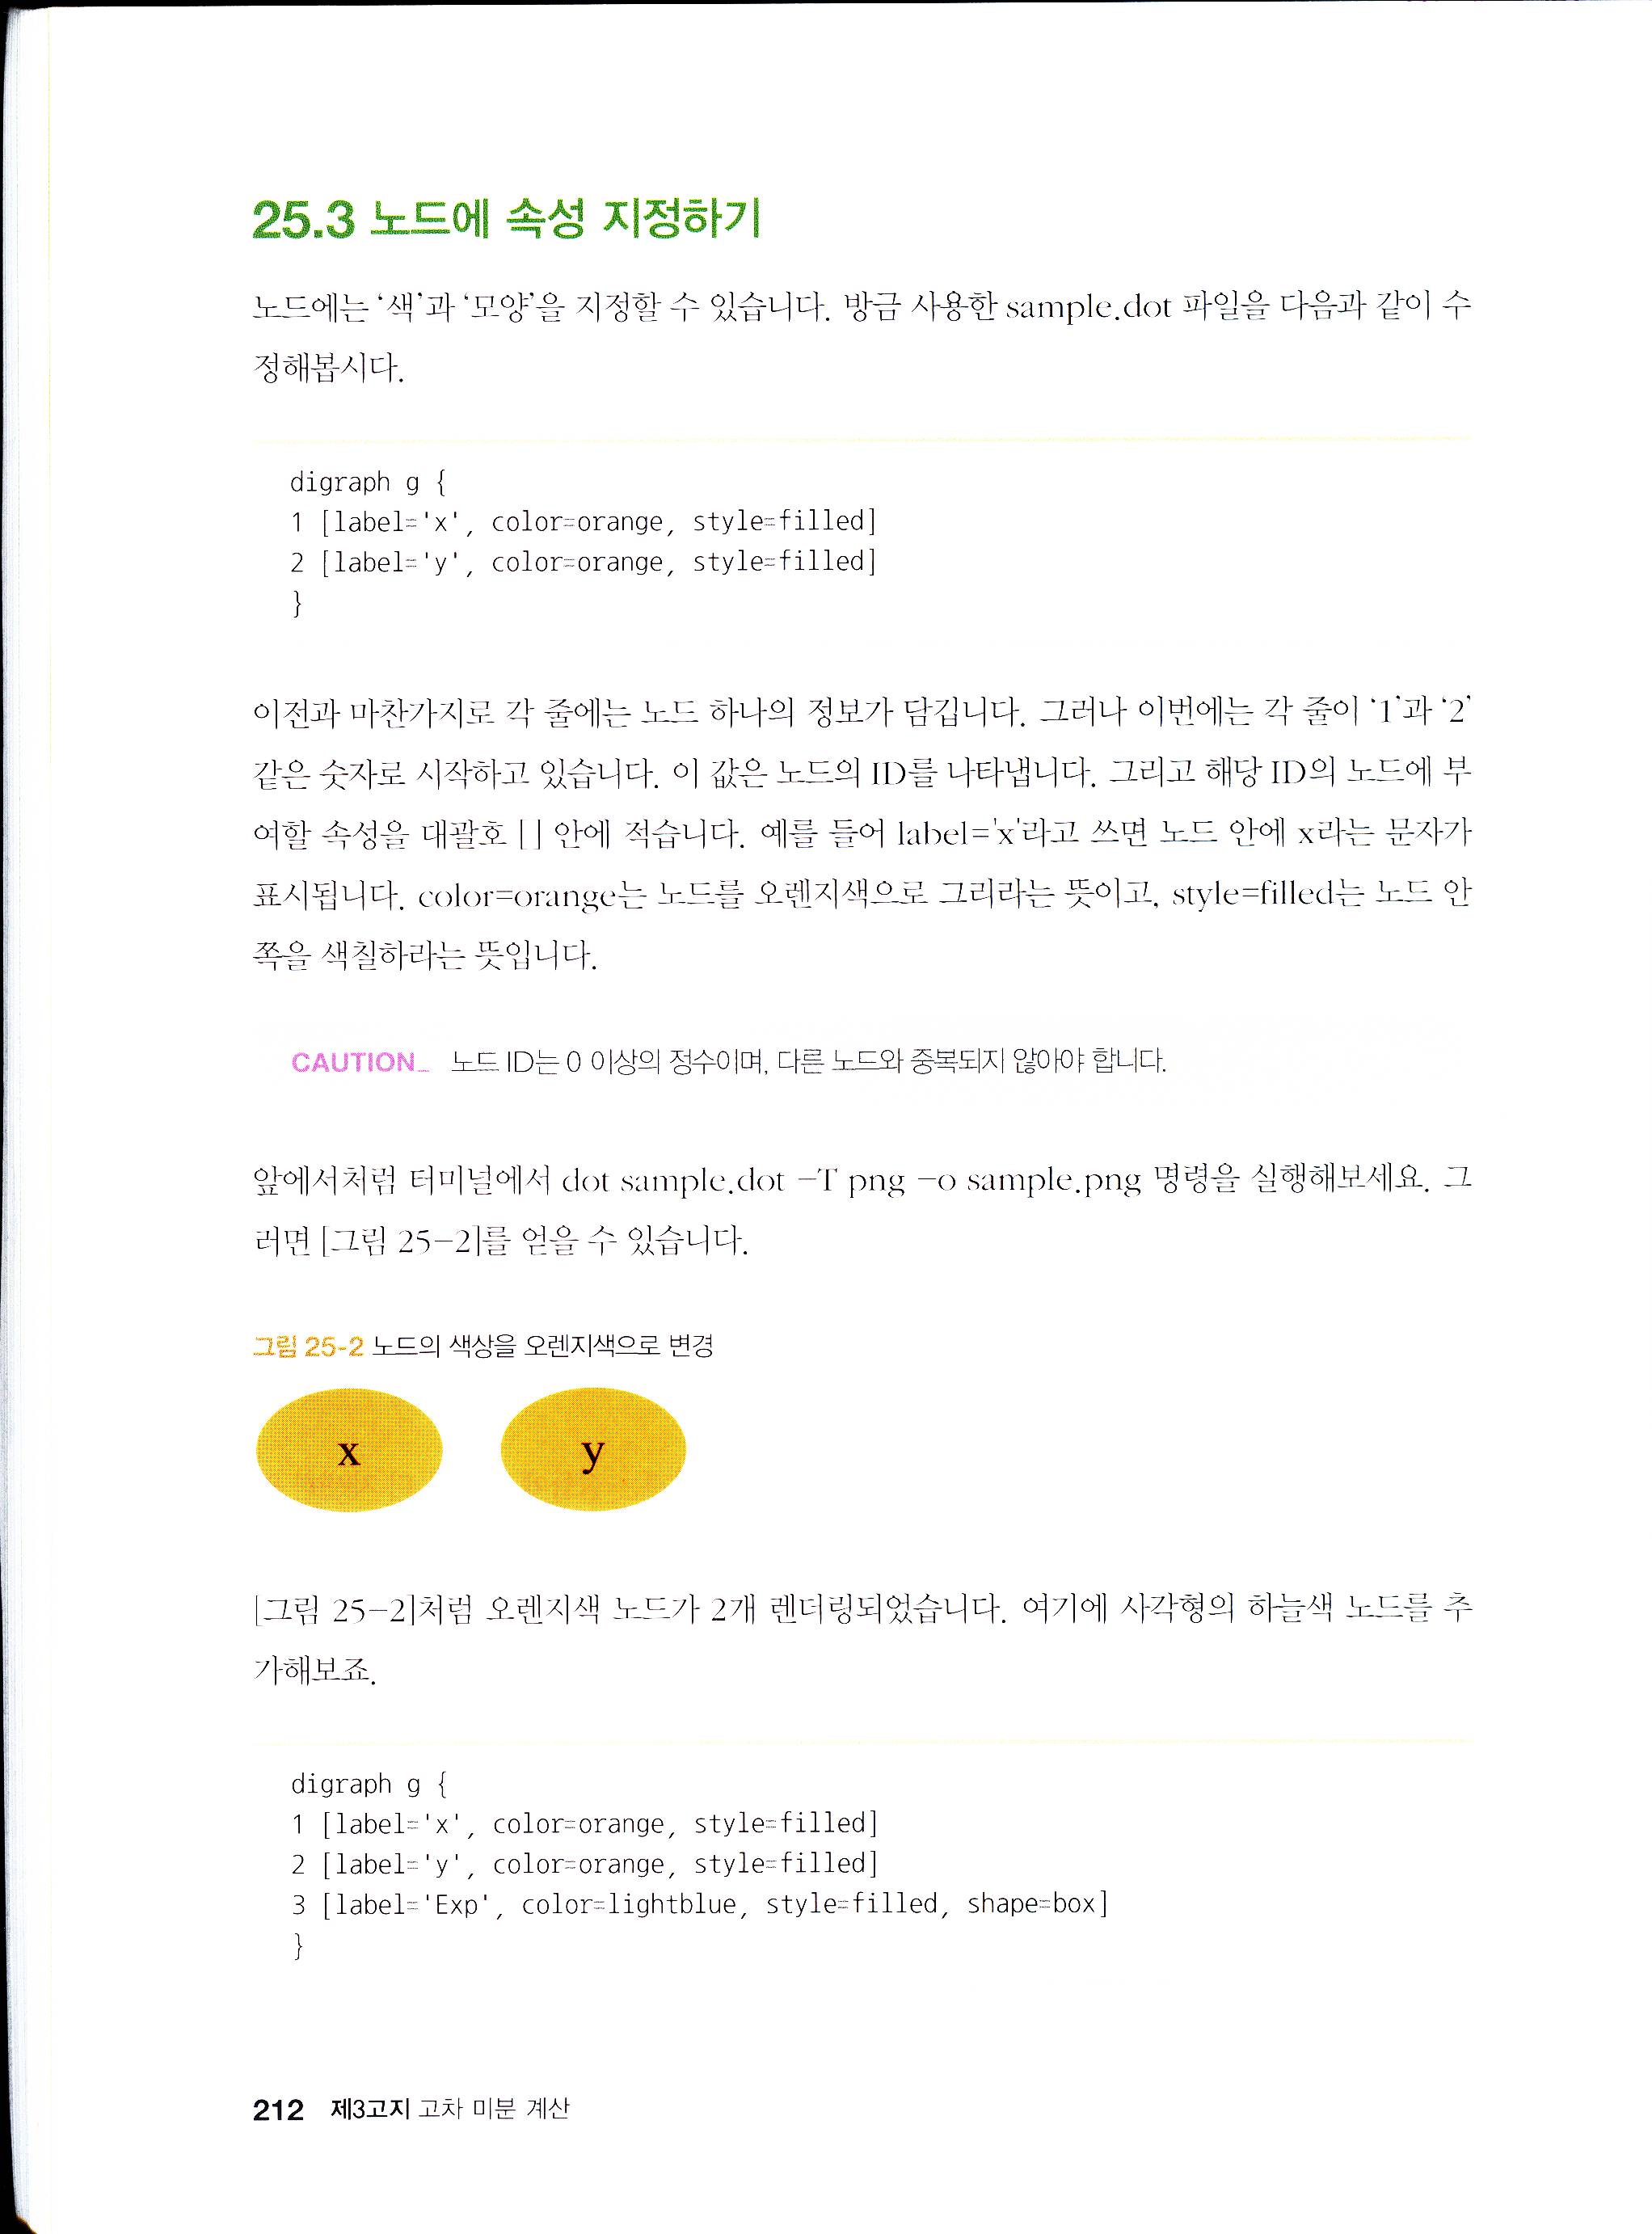 25.3 노드에 속성 지정하기
노드에는 ‘색’과 ‘모양’을 지정할 수 있습니다. 방금 사용한 sample.dot 파일을 다음과 같이 수
정해봅시다.
digraph g {
1 [label='x', color=orange, style=filled]
2 [label='y', color=orange, style=filled]
}
이전과 마찬가지로 각 줄에는 노드 하나의 정보가 담깁니다. 그러나 이번에는 각 줄이 ‘1’과 ‘2’
같은 숫자로 시작하고 있습니다. 이 값은 노드의 ID를 나타냅니다. 그리고 해당 ID의 노드에 부
여할 속성을 대괄호 [ ] 안에 적습니다. 예를 들어 label='x'라고 쓰면 노드 안에 x라는 문자가
표시됩니다. color=orange는 노드를 오렌지색으로 그리라는 뜻이고, style=filled는 노드 안
쪽을 색칠하라는 뜻입니다.
CAUTION_ 노드 ID는 0 이상의 정수이며, 다른 노드와 중복되지 않아야 합니다.
앞에서처럼 터미널에서 dot sample.dot -T png -o sample.png 명령을 실행해보세요. 그
러면 [그림 25-2]를 얻을 수 있습니다.
그림 25-2 노드의 색상을 오렌지색으로 변경
x y
[그림 25-2]처럼 오렌지색 노드가 2개 렌더링되었습니다. 여기에 사각형의 하늘색 노드를 추
가해보죠.
digraph g {
1 [label='x', color=orange, style=filled]
2 [label='y', color=orange, style=filled]
3 [label='Exp', color=lightblue, style=filled, shape=box]
}
212 제3고지 고차 미분 계산